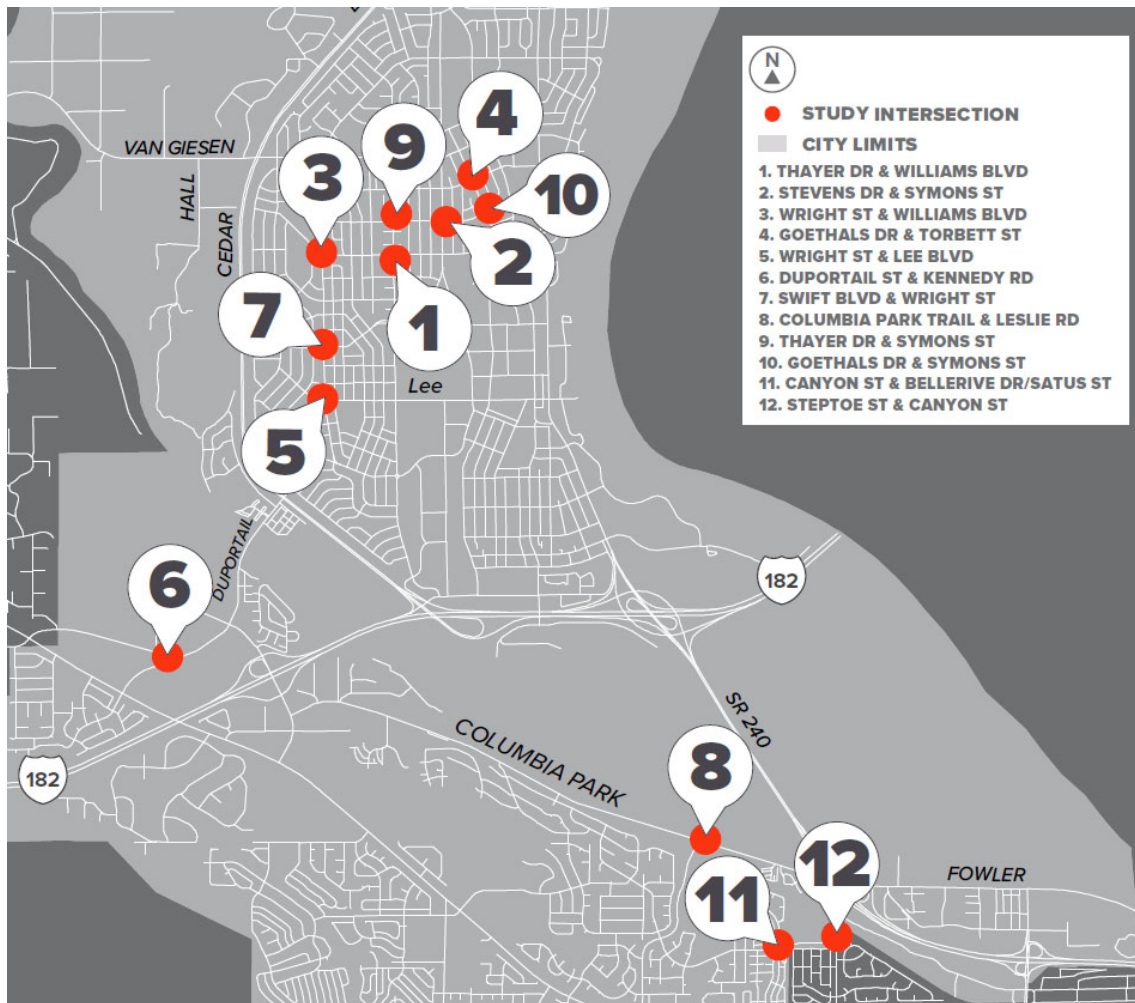 N
STUDY INTERSECTION
CITY LIMITS
1. THAYER DR & WILLIAMS BLVD
2. STEVENS DR & SYMONS ST
3. WRIGHT ST & WILLIAMS BLVD
4. GOETHALS DR & TORBETT ST
5. WRIGHT ST & LEE BLVD
6. DUPORTAIL ST & KENNEDY RD
7. SWIFT BLVD & WRIGHT ST
8. COLUMBIA PARK TRAIL & LESLIE RD
9. THAYER DR & SYMONS ST
10. GOETHALS DR & SYMONS ST
11. CANYON ST & BELLERIVE DR/SATUS ST
12. STEPTOE ST & CANYON ST
4
9
VAN GIESEN
3
10
HALL
CEDAR
2
7
1
Lee
5
DUPORTAIL
6
182
SR 240
COLUMBIA PARK
182
8
12
FOWLER
11